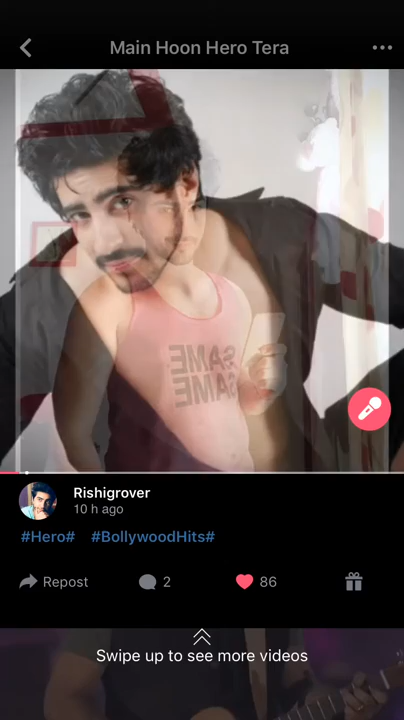 Main Hoon Hero Tera
SAME
SAME
Rishigrover
10 h ago
#Hero# #BollywoodHits#
Repost 2 86
Swipe up to see more videos